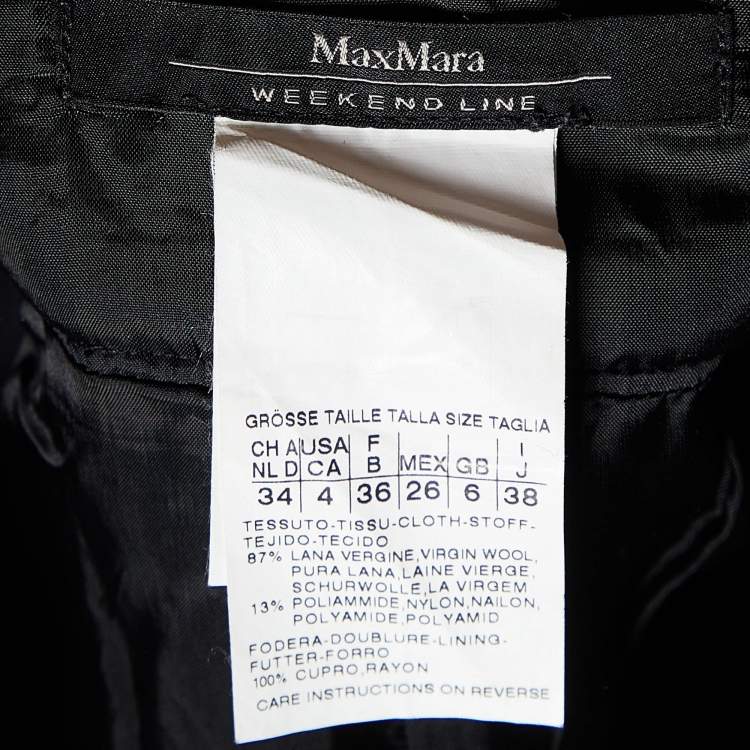 MaxMara
WEEKEND LINE
GRÖSSE TAILLE TALLA SIZE TAGLIA
CH A USA F I
NL D CA B MEX GB J
34 4 36 26 6 38
TESSUTO-TISSU-CLOTH-STOFF-
TEJIDO-TECIDO
87% LANA VERGINE,VIRGIN WOOL,
PURA LANA,LAINE VIERGE,
SCHURWOLLE,LA VIRGEM
13% POLIAMMIDE,NYLON,NAILON,
POLYAMIDE,POLYAMID
FODERA-DOUBLURE-LINING-
FUTTER-FORRO
100% CUPRO,RAYON
CARE INSTRUCTIONS ON REVERSE